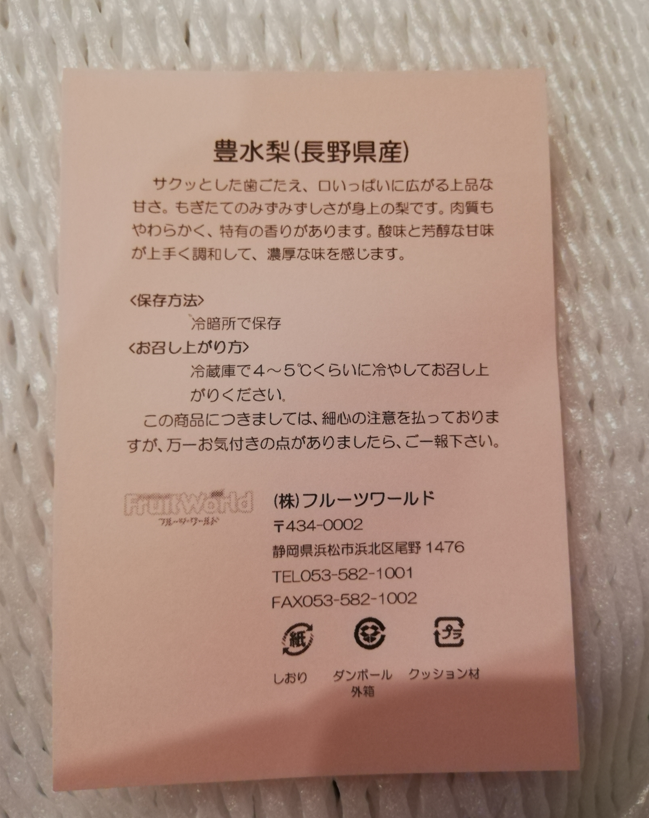 豊水梨(長野県産)
サクッとした歯ごたえ、口いっぱいに広がる上品な
甘さ。もぎたてのみずみずしさが身上の梨です。肉質も
やわらかく、特有の香りがあります。酸味と芳醇な甘味
が上手く調和して、濃厚な味を感じます。
〈保存方法〉
冷暗所で保存
〈お召し上がり方〉
冷蔵庫で4～5℃くらいに冷やしてお召し上
がりください。
この商品につきましては、細心の注意を払っておりま
すが、万一お気付きの点がありましたら、ご一報下さい。
FruitWorld
フルーツワールド
(株)フルーツワールド
〒434-0002
静岡県浜松市浜北区尾野1476
TEL053-582-1001
FAX053-582-1002
紙
プラ
しおり
ダンボール
外箱
クッション材